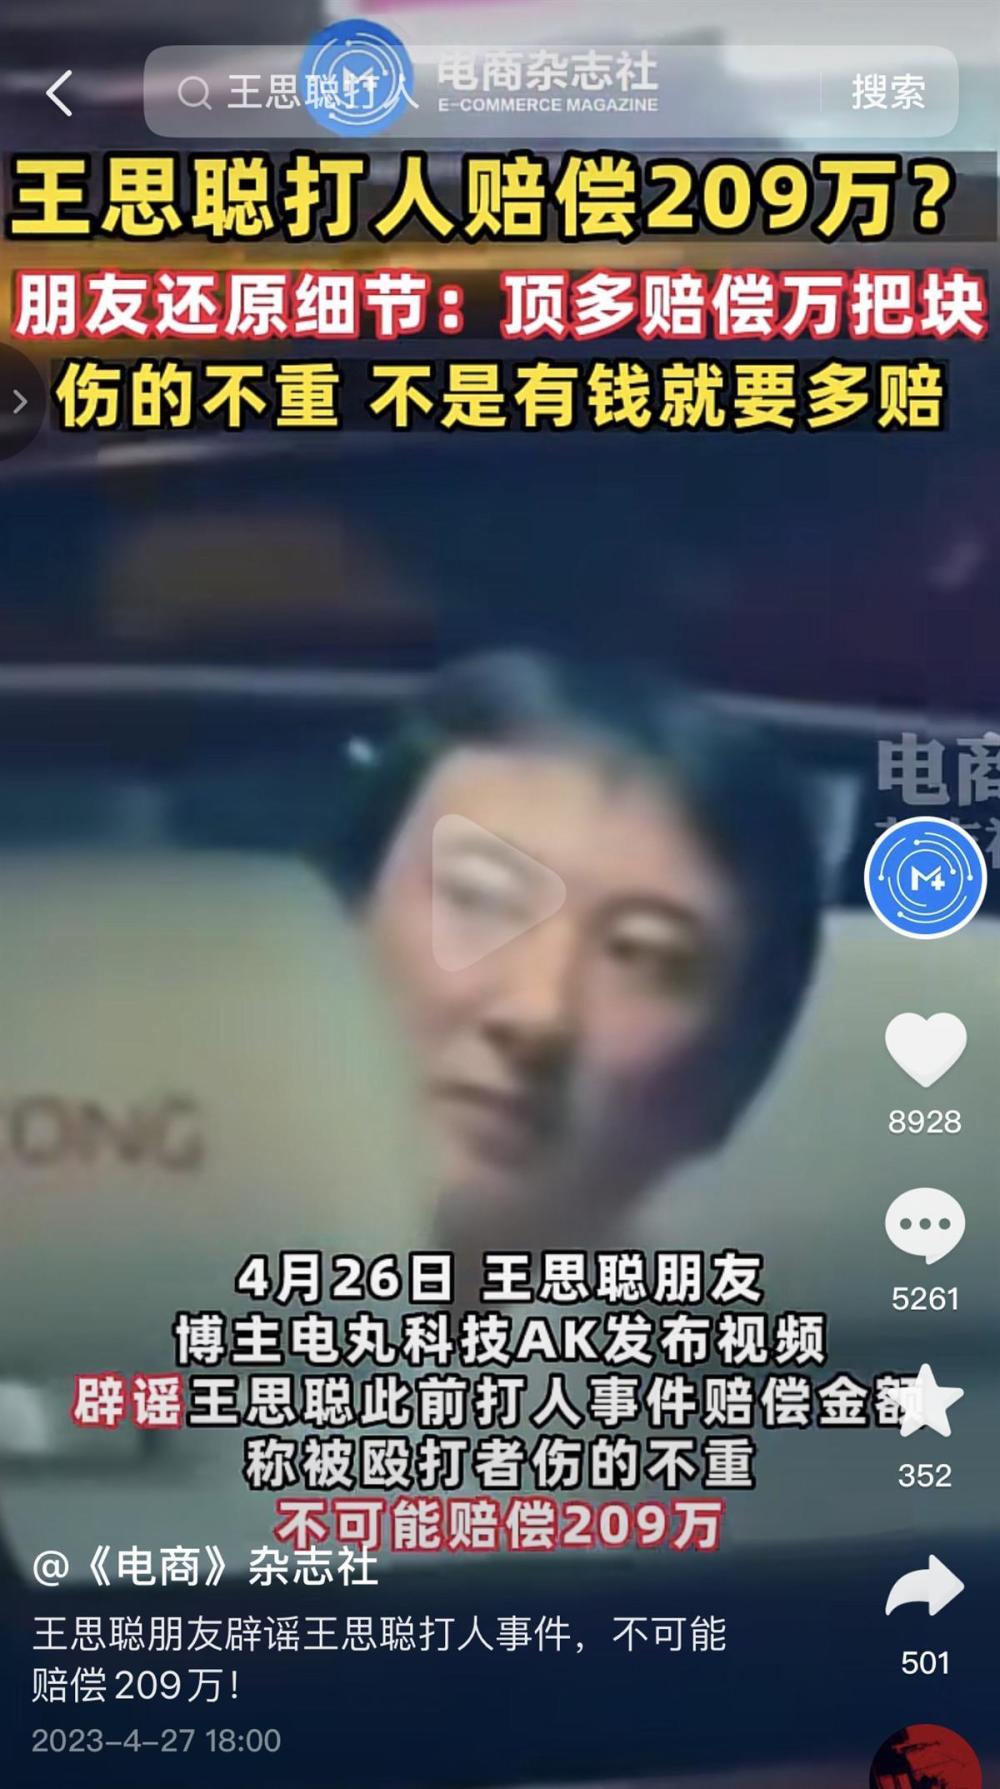 王思聪打人
搜索
电商杂志社
E-COMMERCE MAGAZINE
王思聪打人赔偿209万?
朋友还原细节：顶多赔偿万把块
伤的不重 不是有钱就要多赔
电商
ONG
8928
5261
352
501
4月26日 王思聪朋友
博主电丸科技AK发布视频
辟谣王思聪此前打人事件赔偿金额
称被殴打者伤的不重
不可能赔偿209万
@《电商》杂志社
王思聪朋友辟谣王思聪打人事件，不可能
赔偿209万！
2023-4-27 18:00